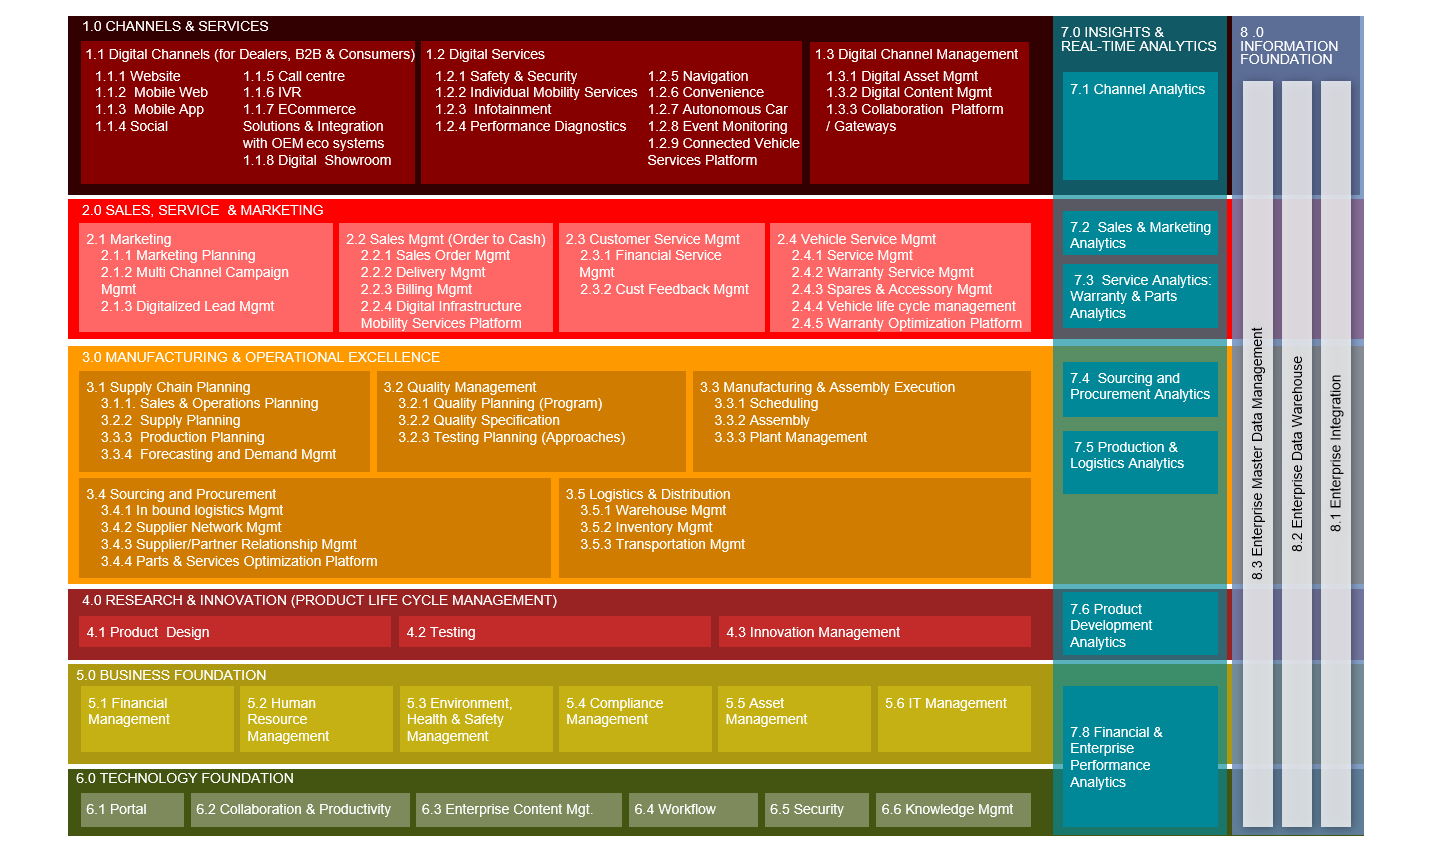 1.0 CHANNELS & SERVICES
1.1 Digital Channels (for Dealers, B2B & Consumers)
1.1.1 Website
1.1.2 Mobile Web
1.1.3 Mobile App
1.1.4 Social
1.1.5 Call centre
1.1.6 IVR
1.1.7 ECommerce
Solutions & Integration
with OEM eco systems
1.1.8 Digital Showroom
1.2 Digital Services
1.2.1 Safety & Security
1.2.2 Individual Mobility Services
1.2.3 Infotainment
1.2.4 Performance Diagnostics
1.2.5 Navigation
1.2.6 Convenience
1.2.7 Autonomous Car
1.2.8 Event Monitoring
1.2.9 Connected Vehicle
Services Platform
1.3 Digital Channel Management
1.3.1 Digital Asset Mgmt
1.3.2 Digital Content Mgmt
1.3.3 Collaboration Platform
/ Gateways
2.0 SALES, SERVICE & MARKETING
2.1 Marketing
2.1.1 Marketing Planning
2.1.2 Multi Channel Campaign
Mgmt
2.1.3 Digitalized Lead Mgmt
2.2 Sales Mgmt (Order to Cash)
2.2.1 Sales Order Mgmt
2.2.2 Delivery Mgmt
2.2.3 Billing Mgmt
2.2.4 Digital Infrastructure
Mobility Services Platform
2.3 Customer Service Mgmt
2.3.1 Financial Service
Mgmt
2.3.2 Cust Feedback Mgmt
2.4 Vehicle Service Mgmt
2.4.1 Service Mgmt
2.4.2 Warranty Service Mgmt
2.4.3 Spares & Accessory Mgmt
2.4.4 Vehicle life cycle management
2.4.5 Warranty Optimization Platform
3.0 MANUFACTURING & OPERATIONAL EXCELLENCE
3.1 Supply Chain Planning
3.1.1. Sales & Operations Planning
3.2.2 Supply Planning
3.3.3 Production Planning
3.3.4 Forecasting and Demand Mgmt
3.2 Quality Management
3.2.1 Quality Planning (Program)
3.2.2 Quality Specification
3.2.3 Testing Planning (Approaches)
3.3 Manufacturing & Assembly Execution
3.3.1 Scheduling
3.3.2 Assembly
3.3.3 Plant Management
3.4 Sourcing and Procurement
3.4.1 In bound logistics Mgmt
3.4.2 Supplier Network Mgmt
3.4.3 Supplier/Partner Relationship Mgmt
3.4.4 Parts & Services Optimization Platform
3.5 Logistics & Distribution
3.5.1 Warehouse Mgmt
3.5.2 Inventory Mgmt
3.5.3 Transportation Mgmt
4.0 RESEARCH & INNOVATION (PRODUCT LIFE CYCLE MANAGEMENT)
4.1 Product Design
4.2 Testing
4.3 Innovation Management
5.0 BUSINESS FOUNDATION
5.1 Financial
Management
5.2 Human
Resource
Management
5.3 Environment,
Health & Safety
Management
5.4 Compliance
Management
5.5 Asset
Management
5.6 IT Management
6.0 TECHNOLOGY FOUNDATION
6.1 Portal
6.2 Collaboration & Productivity
6.3 Enterprise Content Mgt.
6.4 Workflow
6.5 Security
6.6 Knowledge Mgmt
7.0 INSIGHTS &
REAL-TIME ANALYTICS
7.1 Channel Analytics
7.2 Sales & Marketing
Analytics
7.3 Service Analytics:
Warranty & Parts
Analytics
7.4 Sourcing and
Procurement Analytics
7.5 Production &
Logistics Analytics
7.6 Product
Development
Analytics
7.8 Financial &
Enterprise
Performance
Analytics
8 .0
INFORMATION
FOUNDATION
8.3 Enterprise Master Data Management
8.2 Enterprise Data Warehouse
8.1 Enterprise Integration